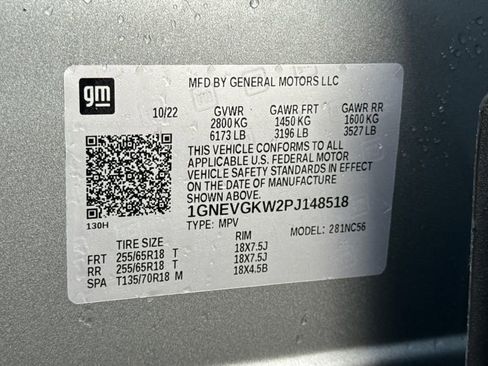 gm
MFD BY GENERAL MOTORS LLC
10/22 GVWR GAWR FRT GAWR RR
2800 KG 1450 KG 1600 KG
6173 LB 3196 LB 3527 LB
THIS VEHICLE CONFORMS TO ALL
APPLICABLE U.S. FEDERAL MOTOR
VEHICLE SAFETY STANDARDS IN EFFECT
ON THE DATE OF MANUFACTURE
SHOWN ABOVE.
1GNEVGKW2PJ148518
130H TYPE: MPV MODEL: 281NC56
TIRE SIZE RIM
FRT 255/65R18 T 18X7.5J
RR 255/65R18 T 18X7.5J
SPA T135/70R18 M 18X4.5B